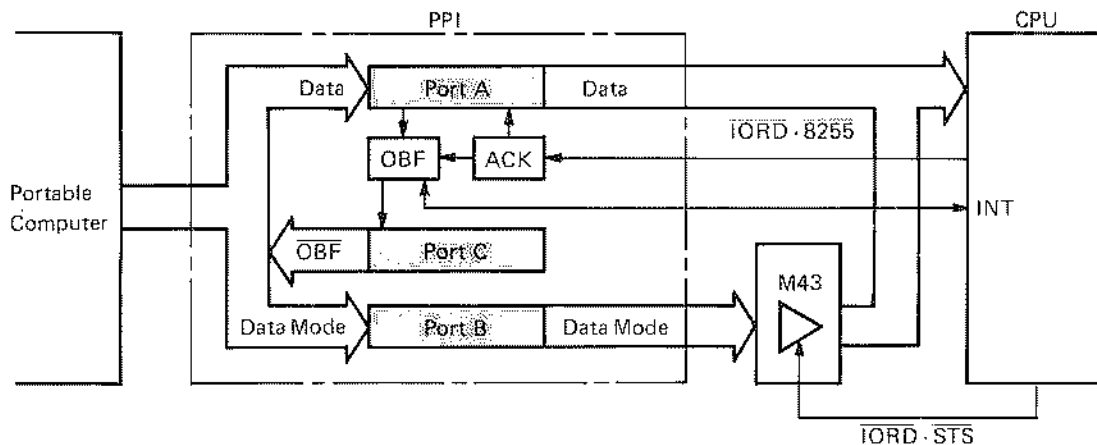 PPI
CPU
Data
Port A
Data
IORD · 8255
OBF
ACK
Portable
Computer
INT
OBF
Port C
M43
Data Mode
Port B
Data Mode
IORD · STS